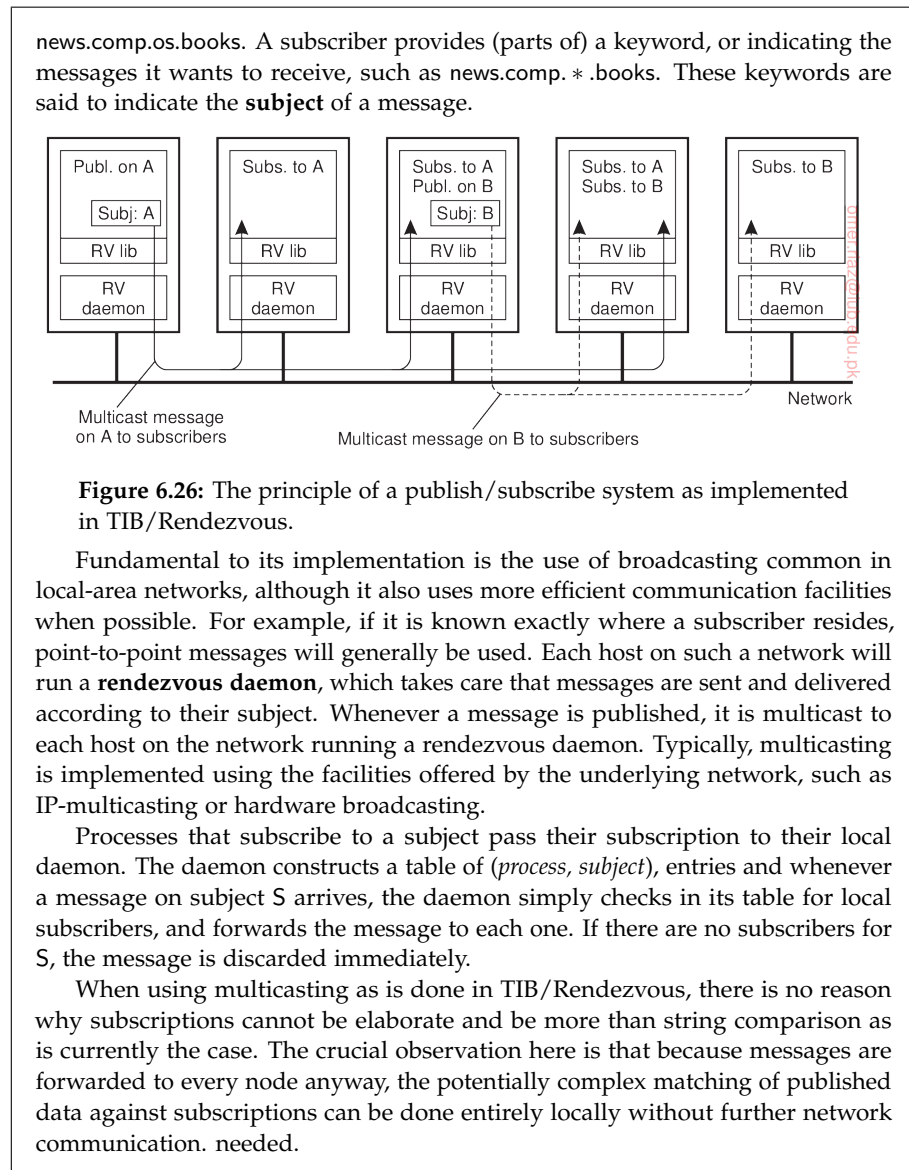 news.comp.os.books. A subscriber provides (parts of) a keyword, or indicating the
messages it wants to receive, such as news.comp. ∗ .books. These keywords are
said to indicate the subject of a message.
Publ. on A
Subj: A
RV lib
RV
daemon
Subs. to A
RV lib
RV
daemon
Subs. to A
Publ. on B
Subj: B
RV lib
RV
daemon
Subs. to A
Subs. to B
RV lib
RV
daemon
Subs. to B
RV lib
RV
daemon
Network
Multicast message
on A to subscribers
Multicast message on B to subscribers
Figure 6.26: The principle of a publish/subscribe system as implemented
in TIB/Rendezvous.
Fundamental to its implementation is the use of broadcasting common in
local-area networks, although it also uses more efficient communication facilities
when possible. For example, if it is known exactly where a subscriber resides,
point-to-point messages will generally be used. Each host on such a network will
run a rendezvous daemon, which takes care that messages are sent and delivered
according to their subject. Whenever a message is published, it is multicast to
each host on the network running a rendezvous daemon. Typically, multicasting
is implemented using the facilities offered by the underlying network, such as
IP-multicasting or hardware broadcasting.
Processes that subscribe to a subject pass their subscription to their local
daemon. The daemon constructs a table of (process, subject), entries and whenever
a message on subject S arrives, the daemon simply checks in its table for local
subscribers, and forwards the message to each one. If there are no subscribers for
S, the message is discarded immediately.
When using multicasting as is done in TIB/Rendezvous, there is no reason
why subscriptions cannot be elaborate and be more than string comparison as
is currently the case. The crucial observation here is that because messages are
forwarded to every node anyway, the potentially complex matching of published
data against subscriptions can be done entirely locally without further network
communication. needed.